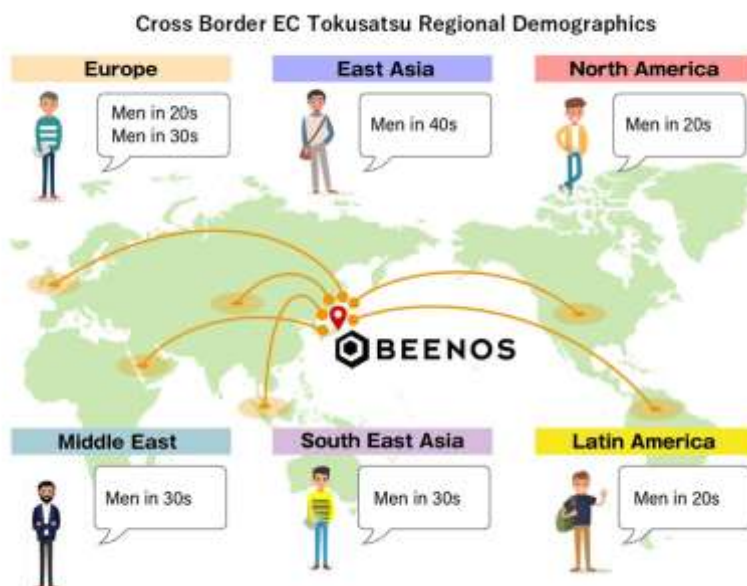 Cross Border EC Tokusatsu Regional Demographics
Europe
Men in 20s
Men in 30s
East Asia
Men in 40s
North America
Men in 20s
BEENOS
Middle East
Men in 30s
South East Asia
Men in 30s
Latin America
Men in 20s